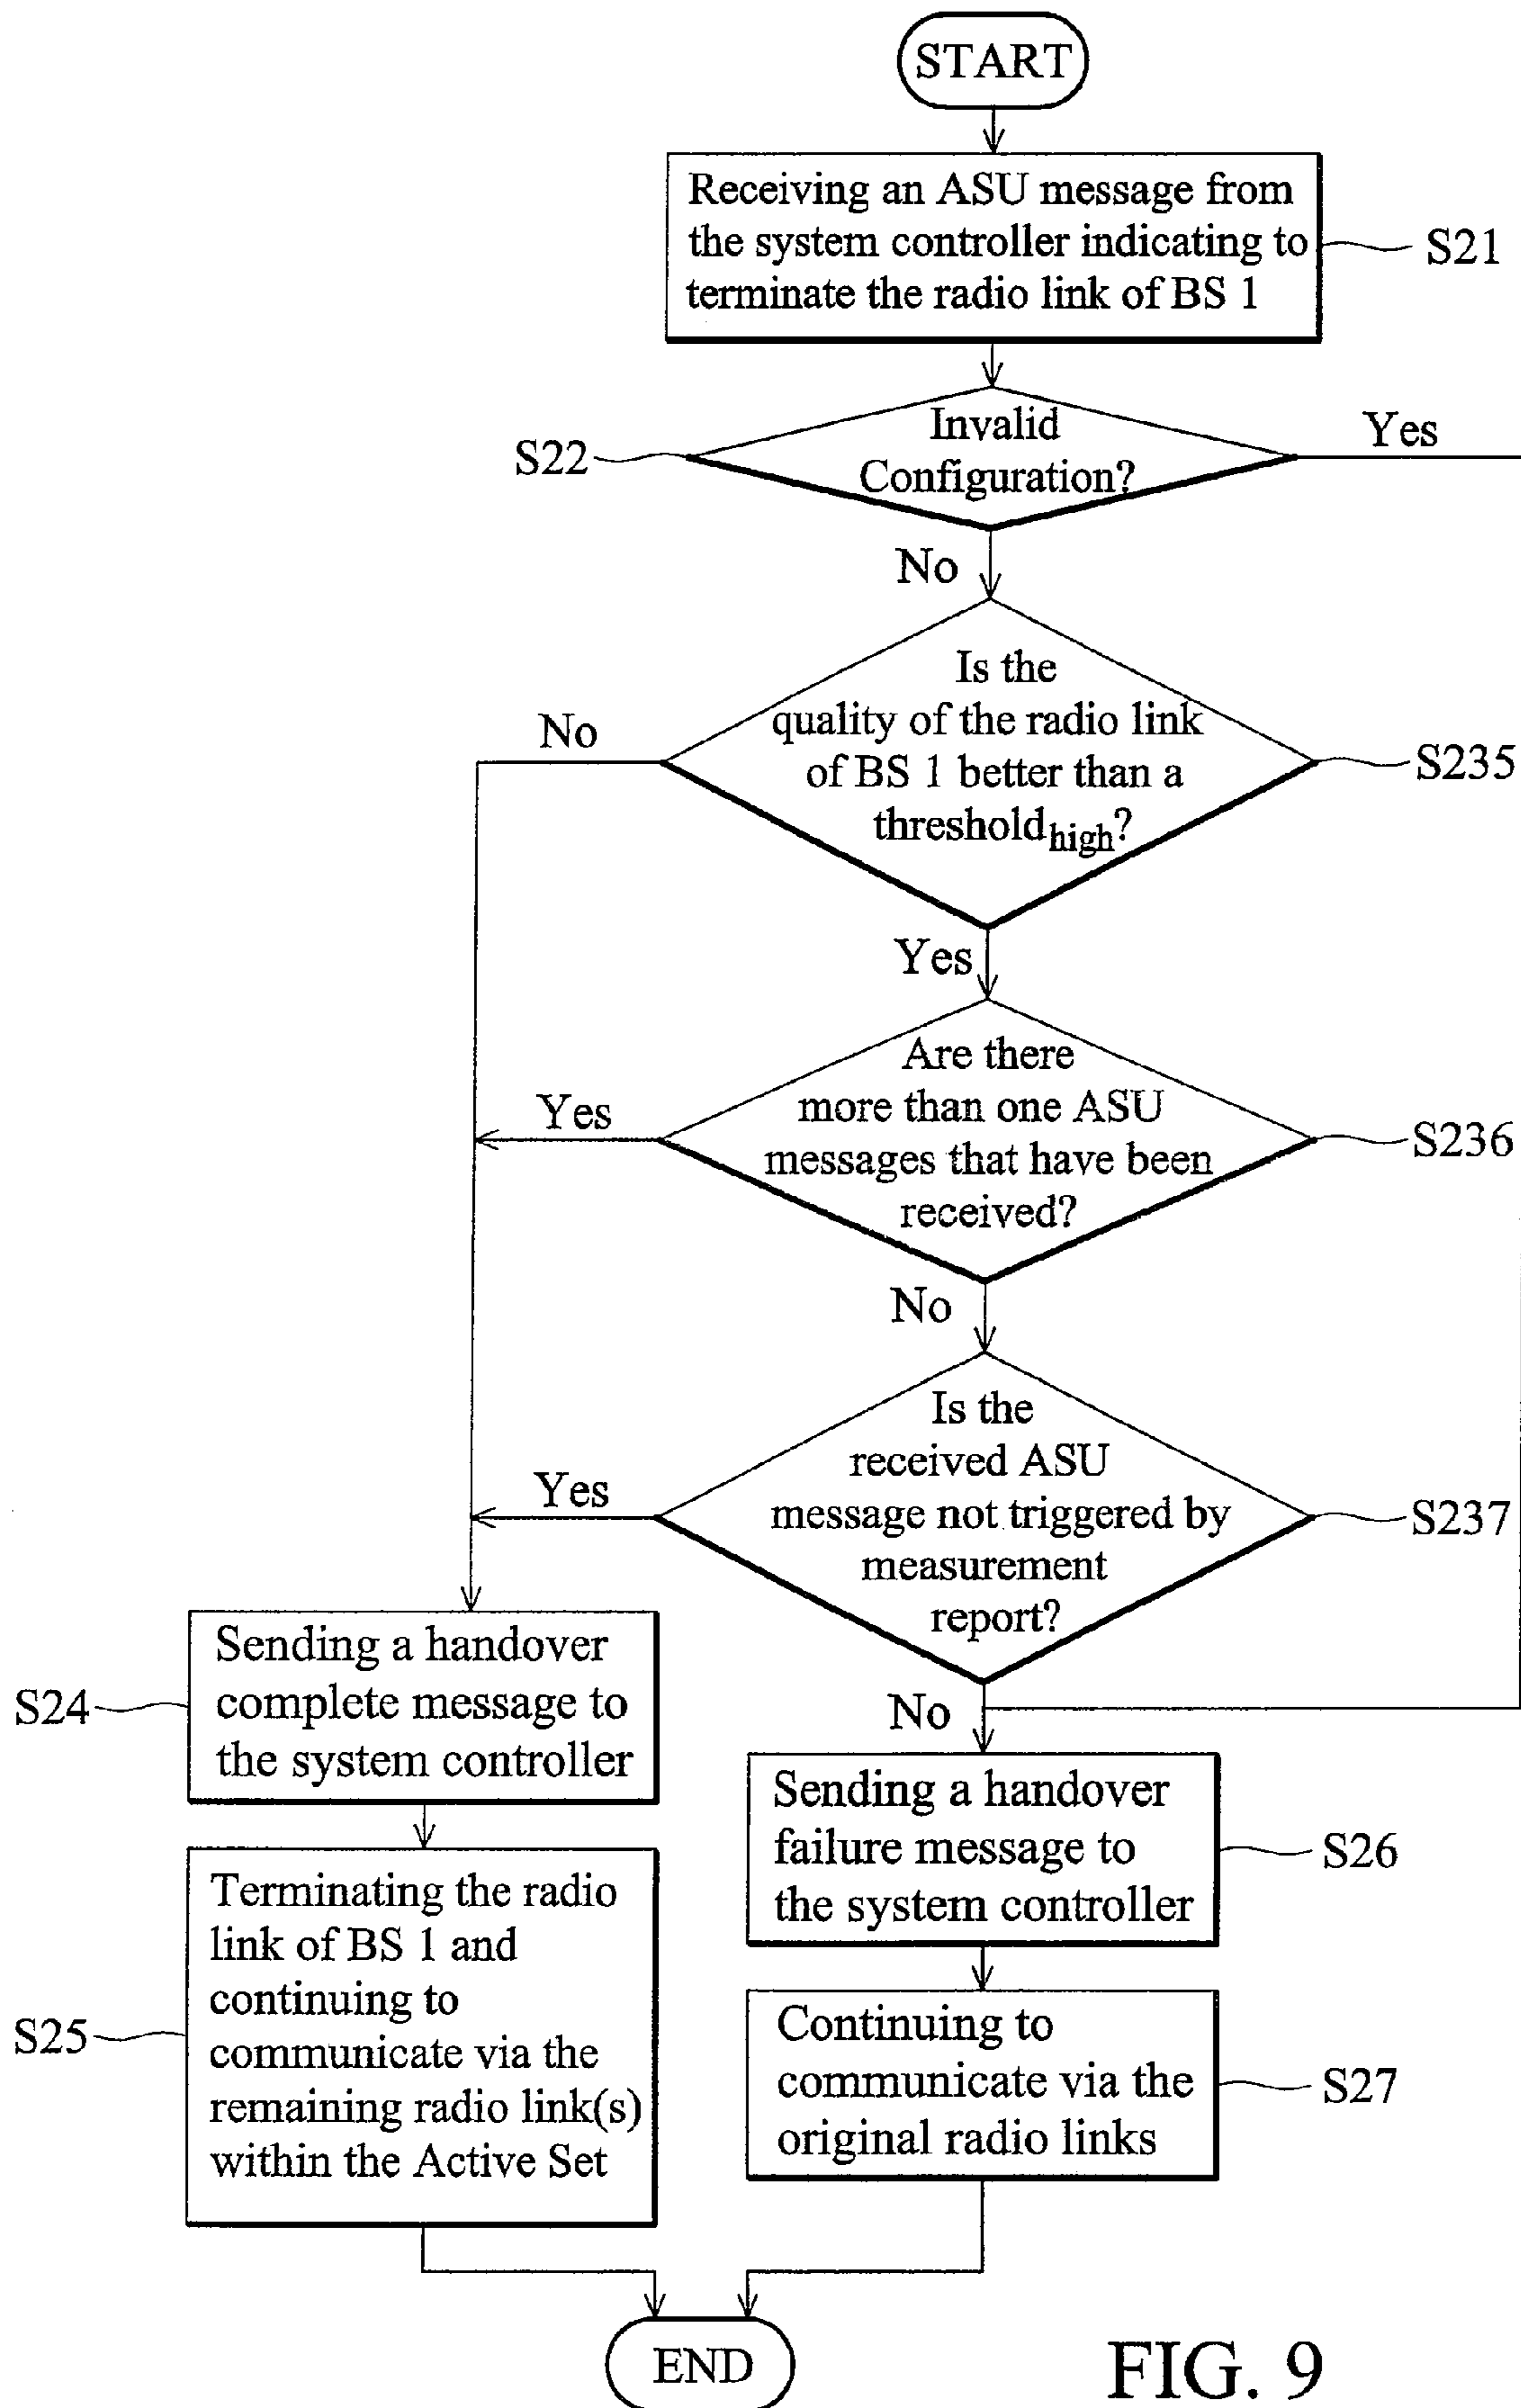 START
Receiving an ASU message from
the system controller indicating to
terminate the radio link of BS 1
S21
Invalid
Configuration?
S22
Yes
No
Is the
quality of the radio link
of BS 1 better than a
threshold high?
S235
No
Yes
Are there
more than one ASU
messages that have been
received?
S236
Yes
No
Is the
received ASU
message not triggered by
measurement
report?
S237
Yes
No
Sending a handover
complete message to
the system controller
S24
Sending a handover
failure message to
the system controller
S26
Terminating the radio
link of BS 1 and
continuing to
communicate via the
remaining radio link(s)
within the Active Set
S25
Continuing to
communicate via the
original radio links
S27
END
FIG. 9